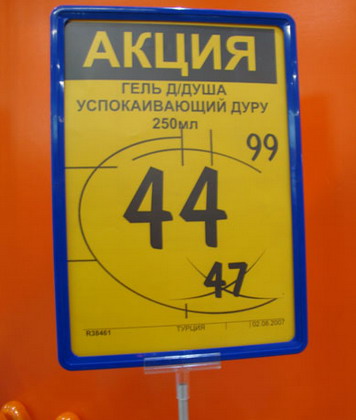 АКЦИЯ
ГЕЛЬ Д/ДУША
УСПОКАИВАЮЩИЙ ДУРУ
250мл
44 99
47
R38461 ТУРЦИЯ 02.08.2007